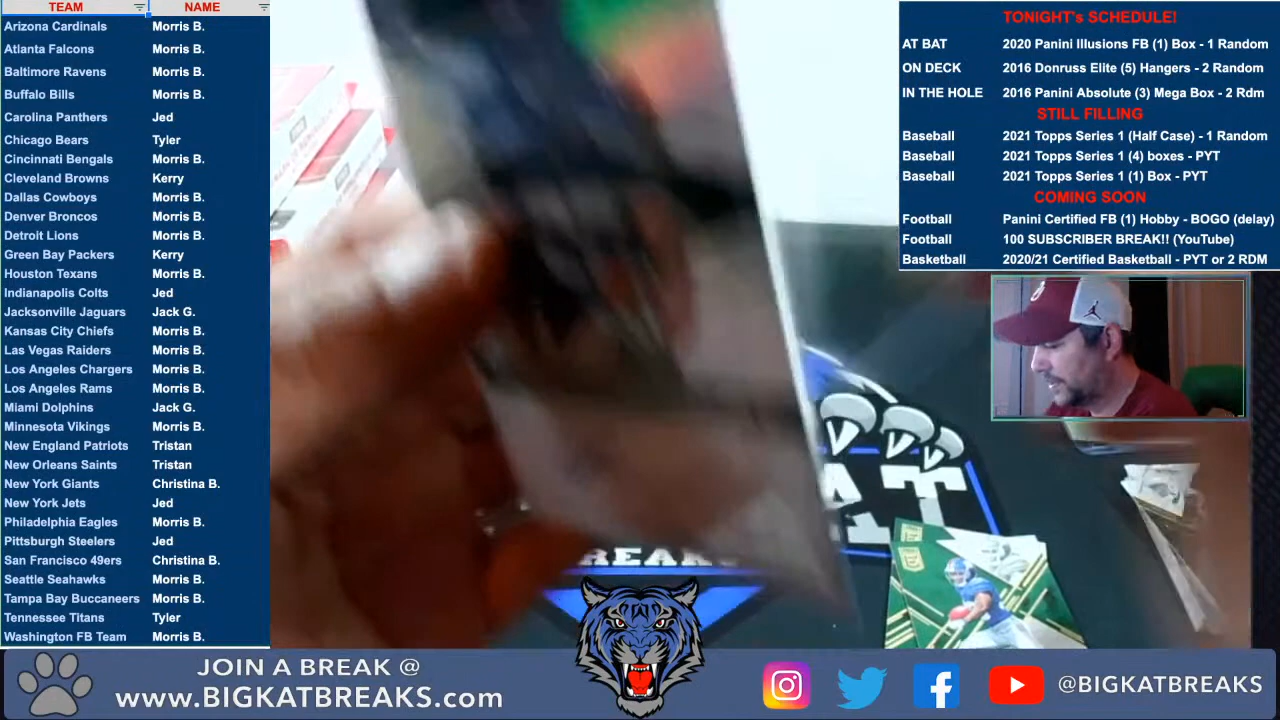 TEAM NAME
Arizona Cardinals Morris B.
Atlanta Falcons Morris B.
Baltimore Ravens Morris B.
Buffalo Bills Morris B.
Carolina Panthers Jed
Chicago Bears Tyler
Cincinnati Bengals Morris B.
Cleveland Browns Kerry
Dallas Cowboys Morris B.
Denver Broncos Morris B.
Detroit Lions Morris B.
Green Bay Packers Kerry
Houston Texans Morris B.
Indianapolis Colts Jed
Jacksonville Jaguars Jack G.
Kansas City Chiefs Morris B.
Las Vegas Raiders Morris B.
Los Angeles Chargers Morris B.
Los Angeles Rams Morris B.
Miami Dolphins Jack G.
Minnesota Vikings Morris B.
New England Patriots Tristan
New Orleans Saints Tristan
New York Giants Christina B.
New York Jets Jed
Philadelphia Eagles Morris B.
Pittsburgh Steelers Jed
San Francisco 49ers Christina B.
Seattle Seahawks Morris B.
Tampa Bay Buccaneers Morris B.
Tennessee Titans Tyler
Washington FB Team Morris B.
TONIGHT's SCHEDULE!
AT BAT 2020 Panini Illusions FB (1) Box - 1 Random
ON DECK 2016 Donruss Elite (5) Hangers - 2 Random
IN THE HOLE 2016 Panini Absolute (3) Mega Box - 2 Rdm
STILL FILLING
Baseball 2021 Topps Series 1 (Half Case) - 1 Random
Baseball 2021 Topps Series 1 (4) boxes - PYT
Baseball 2021 Topps Series 1 (1) Box - PYT
COMING SOON
Football Panini Certified FB (1) Hobby - BOGO (delay)
Football 100 SUBSCRIBER BREAK!! (YouTube)
Basketball 2020/21 Certified Basketball - PYT or 2 RDM
AT
BREAK
JOIN A BREAK @
www.BIGKATBREAKS.com
@BIGKATBREAKS